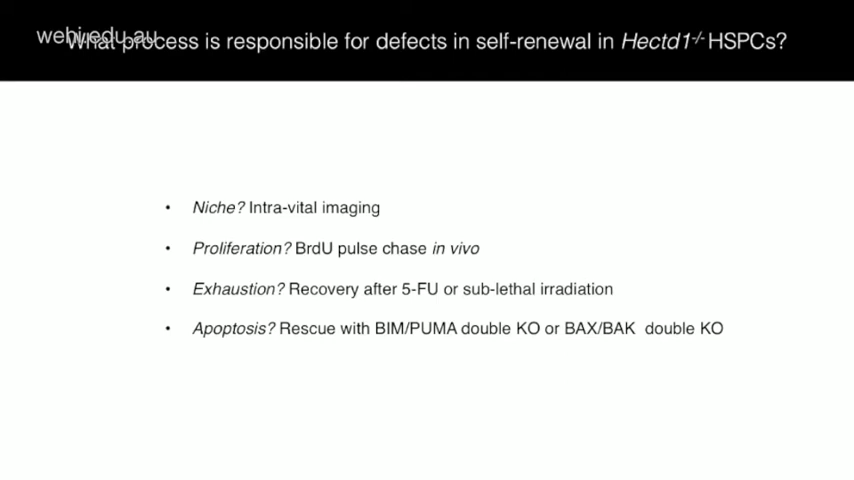 wehi.edu.au
What process is responsible for defects in self-renewal in Hectd1-/- HSPCs?
• Niche? Intra-vital imaging
• Proliferation? BrdU pulse chase in vivo
• Exhaustion? Recovery after 5-FU or sub-lethal irradiation
• Apoptosis? Rescue with BIM/PUMA double KO or BAX/BAK double KO